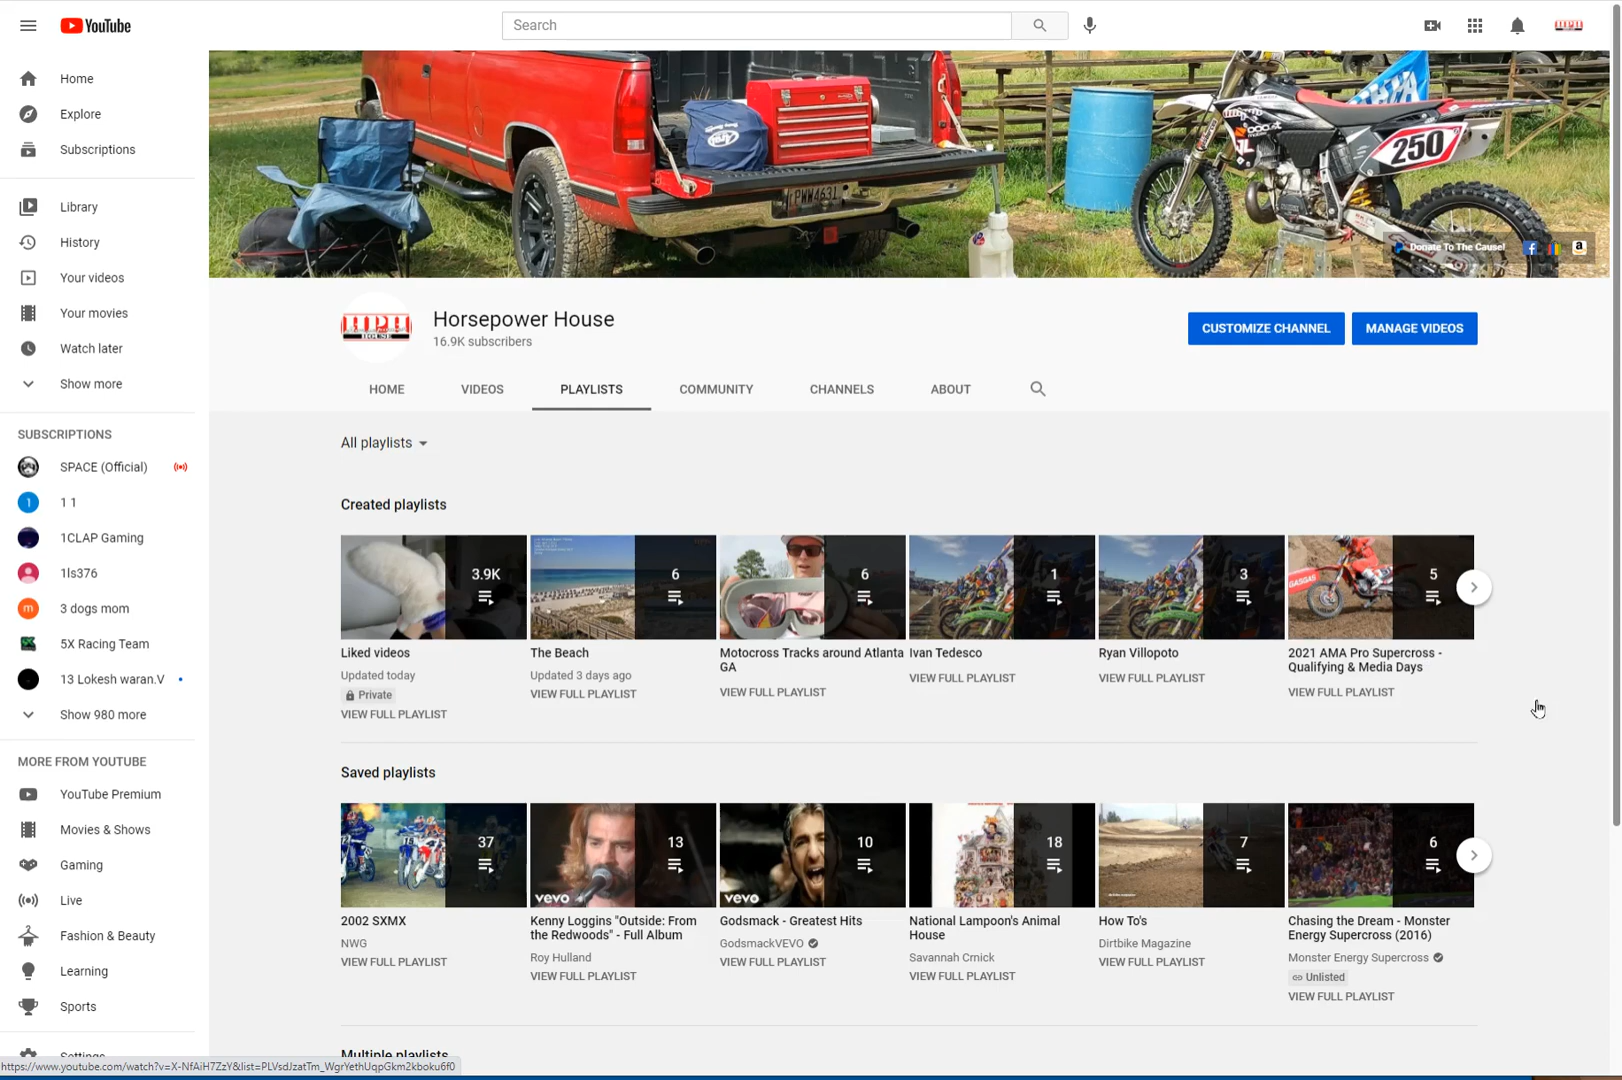 YouTube
Search
HPH
Home
Explore
Subscriptions
Library
History
Your videos
Your movies
Watch later
Show more
SUBSCRIPTIONS
SPACE (Official)
1
1 1
1CLAP Gaming
1ls376
m
3 dogs mom
5X Racing Team
13 Lokesh waran.V
Show 980 more
MORE FROM YOUTUBE
YouTube Premium
Movies & Shows
Gaming
Live
Fashion & Beauty
Learning
Sports
Settings
250
Donate To The Cause!
HPH
HOUSE
Horsepower House
16.9K subscribers
CUSTOMIZE CHANNEL
MANAGE VIDEOS
HOME
VIDEOS
PLAYLISTS
COMMUNITY
CHANNELS
ABOUT
All playlists
Created playlists
3.9K
Liked videos
Updated today
Private
VIEW FULL PLAYLIST
6
The Beach
Updated 3 days ago
VIEW FULL PLAYLIST
6
Motocross Tracks around Atlanta
GA
VIEW FULL PLAYLIST
1
Ivan Tedesco
VIEW FULL PLAYLIST
3
Ryan Villopoto
VIEW FULL PLAYLIST
GASGAS
5
2021 AMA Pro Supercross -
Qualifying & Media Days
VIEW FULL PLAYLIST
Saved playlists
37
2002 SXMX
NWG
VIEW FULL PLAYLIST
vevo
13
Kenny Loggins "Outside: From
the Redwoods" - Full Album
Roy Hulland
VIEW FULL PLAYLIST
vevo
10
Godsmack - Greatest Hits
GodsmackVEVO
VIEW FULL PLAYLIST
18
National Lampoon's Animal
House
Savannah Crnick
VIEW FULL PLAYLIST
7
How To's
Dirtbike Magazine
VIEW FULL PLAYLIST
6
Chasing the Dream - Monster
Energy Supercross (2016)
Monster Energy Supercross
Unlisted
VIEW FULL PLAYLIST
Multiple playlists
https://www.youtube.com/watch?v=X-NfAiH7ZzY&list=PLVsdJzatTm_WgrYethUqpGkm2kboku6f0